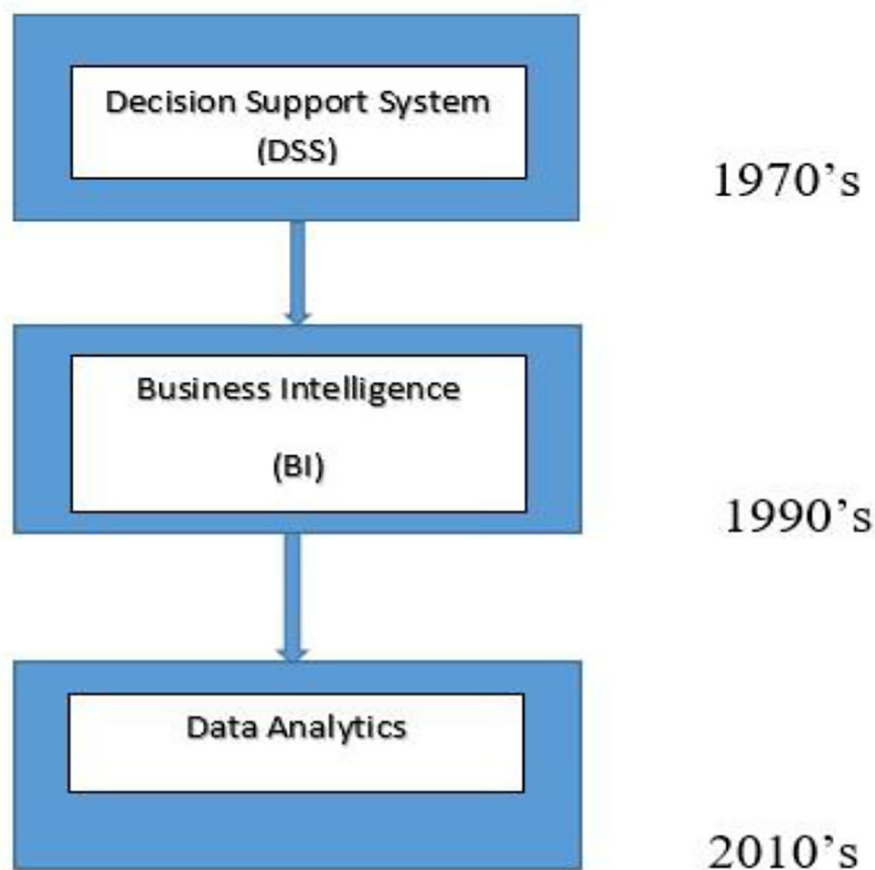 Decision Support System
(DSS)
1970’s
Business Intelligence
(BI)
1990’s
Data Analytics
2010’s